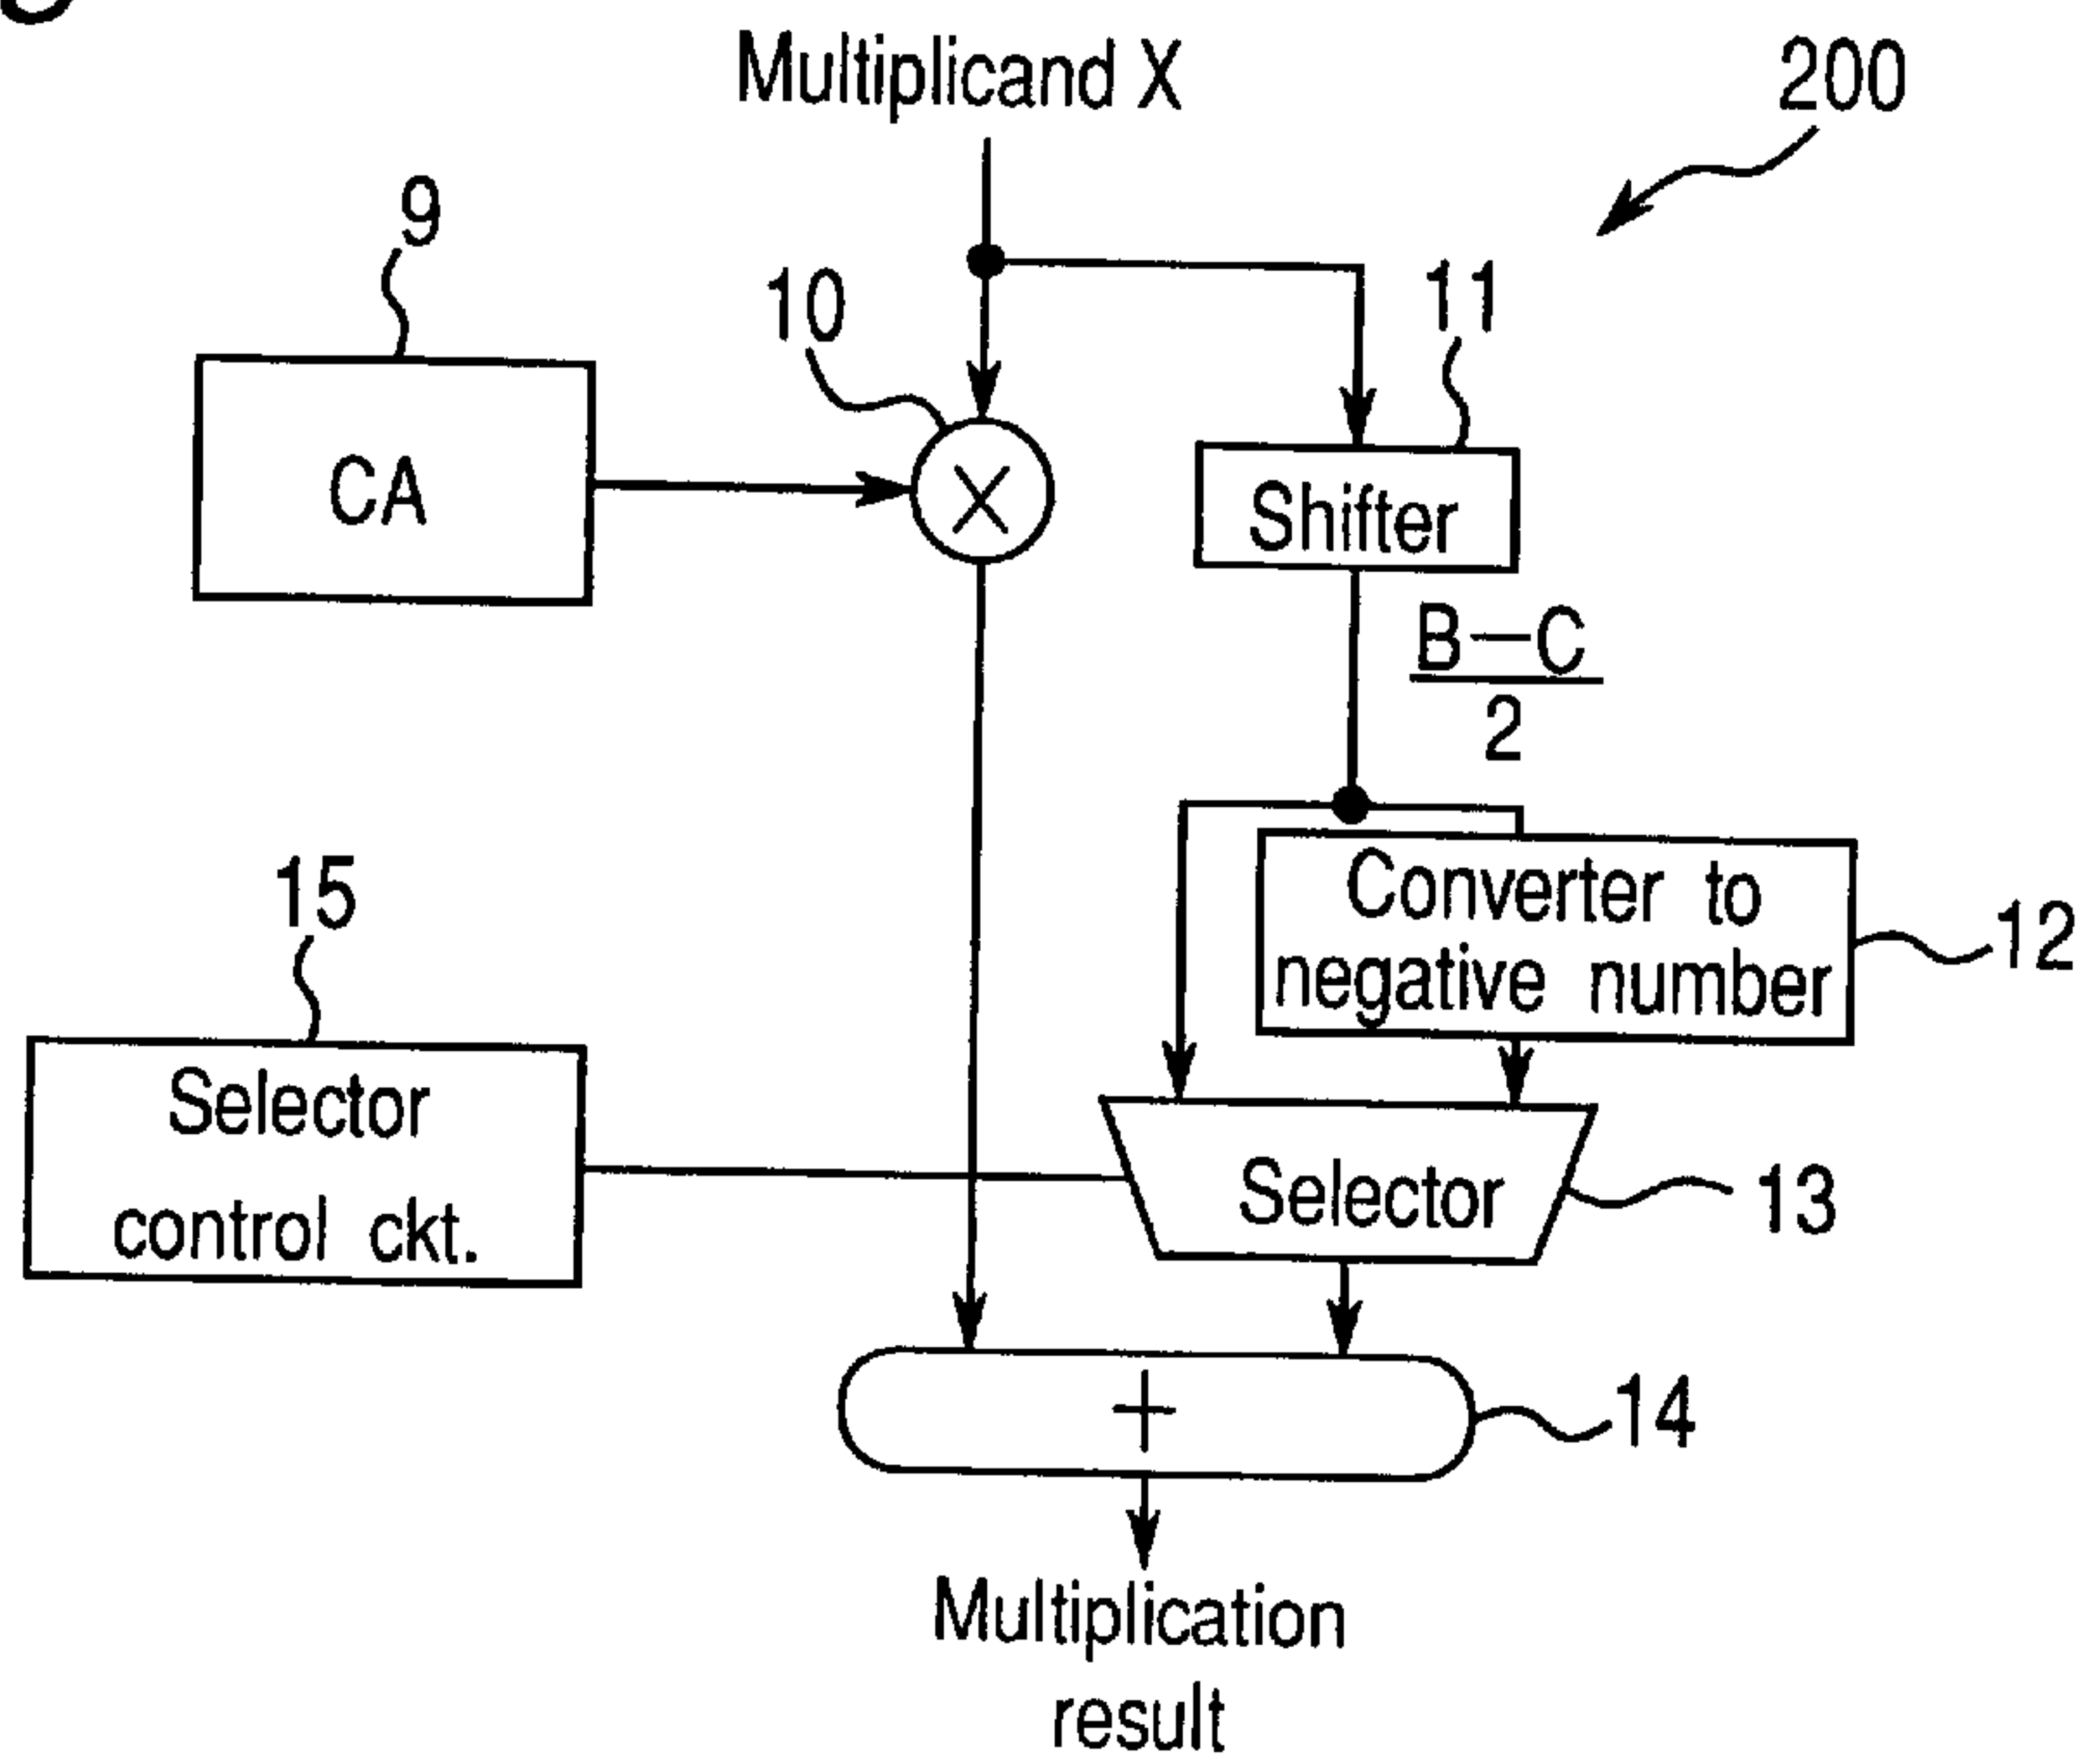 Multiplicand X
200
9
10
11
CA
X
Shifter
B—C
2
Converter to
negative number
12
15
Selector
control ckt.
Selector
13
+
14
Multiplication
result